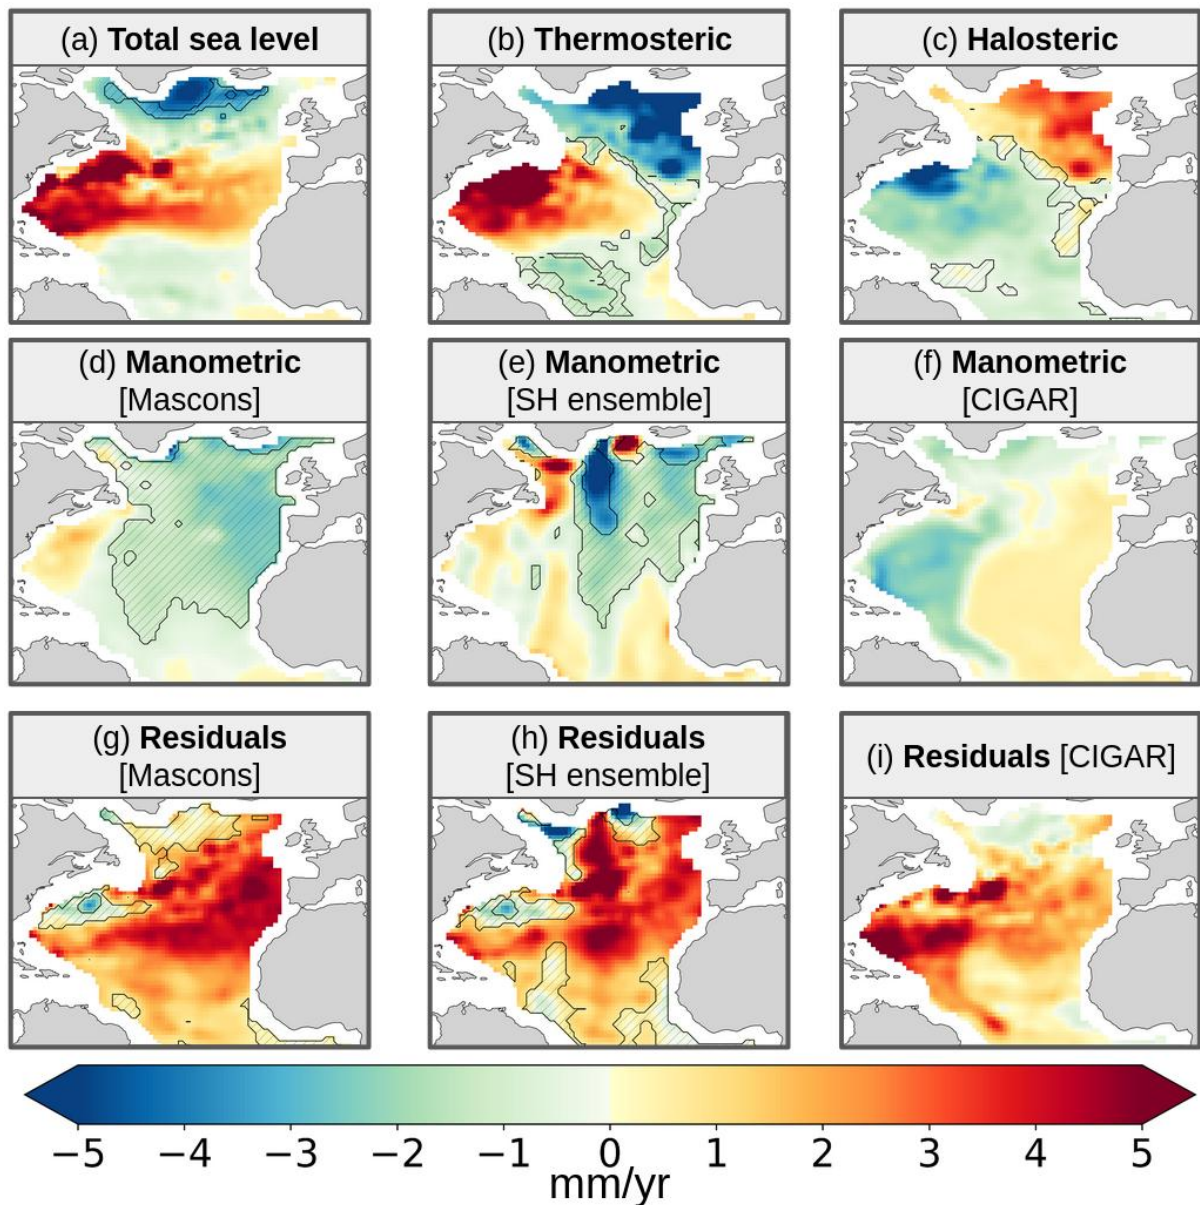 (a) Total sea level
(b) Thermosteric
(c) Halosteric
(d) Manometric
[Mascons]
(e) Manometric
[SH ensemble]
(f) Manometric
[CIGAR]
(g) Residuals
[Mascons]
(h) Residuals
[SH ensemble]
(i) Residuals [CIGAR]
−5 −4 −3 −2 −1 0 1 2 3 4 5
mm/yr